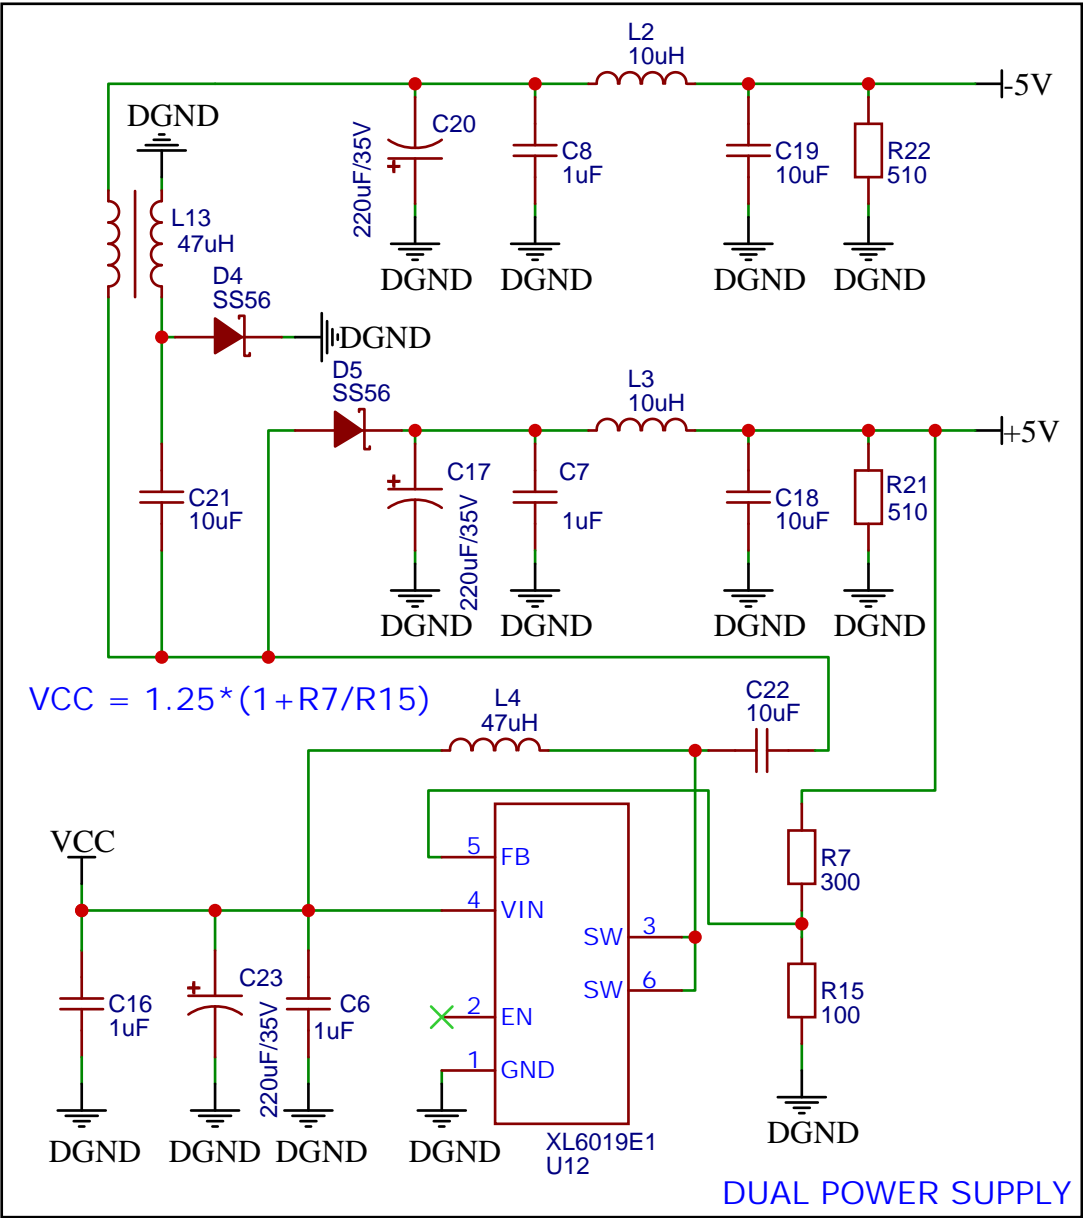 L2
10uH
-5V
DGND
C20
220uF/35V
C8
1uF
C19
10uF
R22
510
L13
47uH
DGND
DGND
DGND
DGND
D4
SS56
DGND
D5
SS56
L3
10uH
+5V
C17
220uF/35V
C7
1uF
C18
10uF
R21
510
C21
10uF
DGND
DGND
DGND
DGND
VCC = 1.25*(1+R7/R15)
L4
47uH
C22
10uF
VCC
5
FB
4
VIN
SW
3
SW
6
2
EN
1
GND
R7
300
R15
100
C16
1uF
C23
220uF/35V
C6
1uF
DGND
DGND
DGND
DGND
DGND
XL6019E1
U12
DUAL POWER SUPPLY